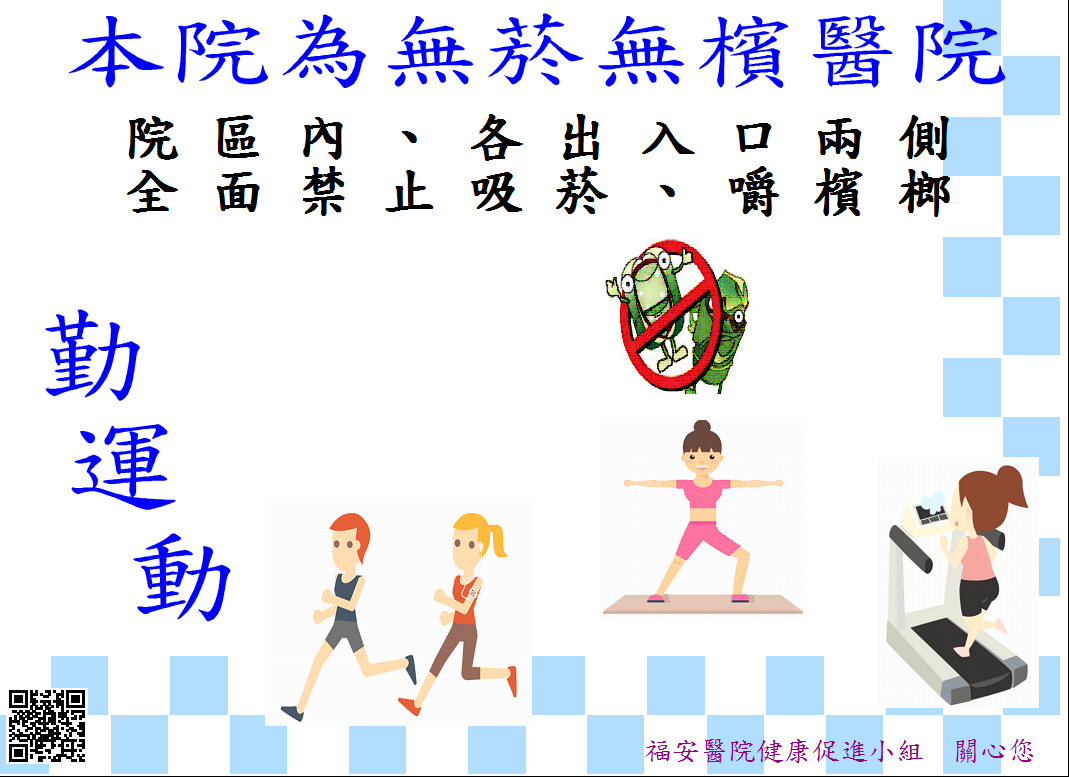 本院為無菸無檳醫院
院區內、各出入口兩側
全面禁止吸菸、嚼檳榔
勤運動
福安醫院健康促進小組 關心您